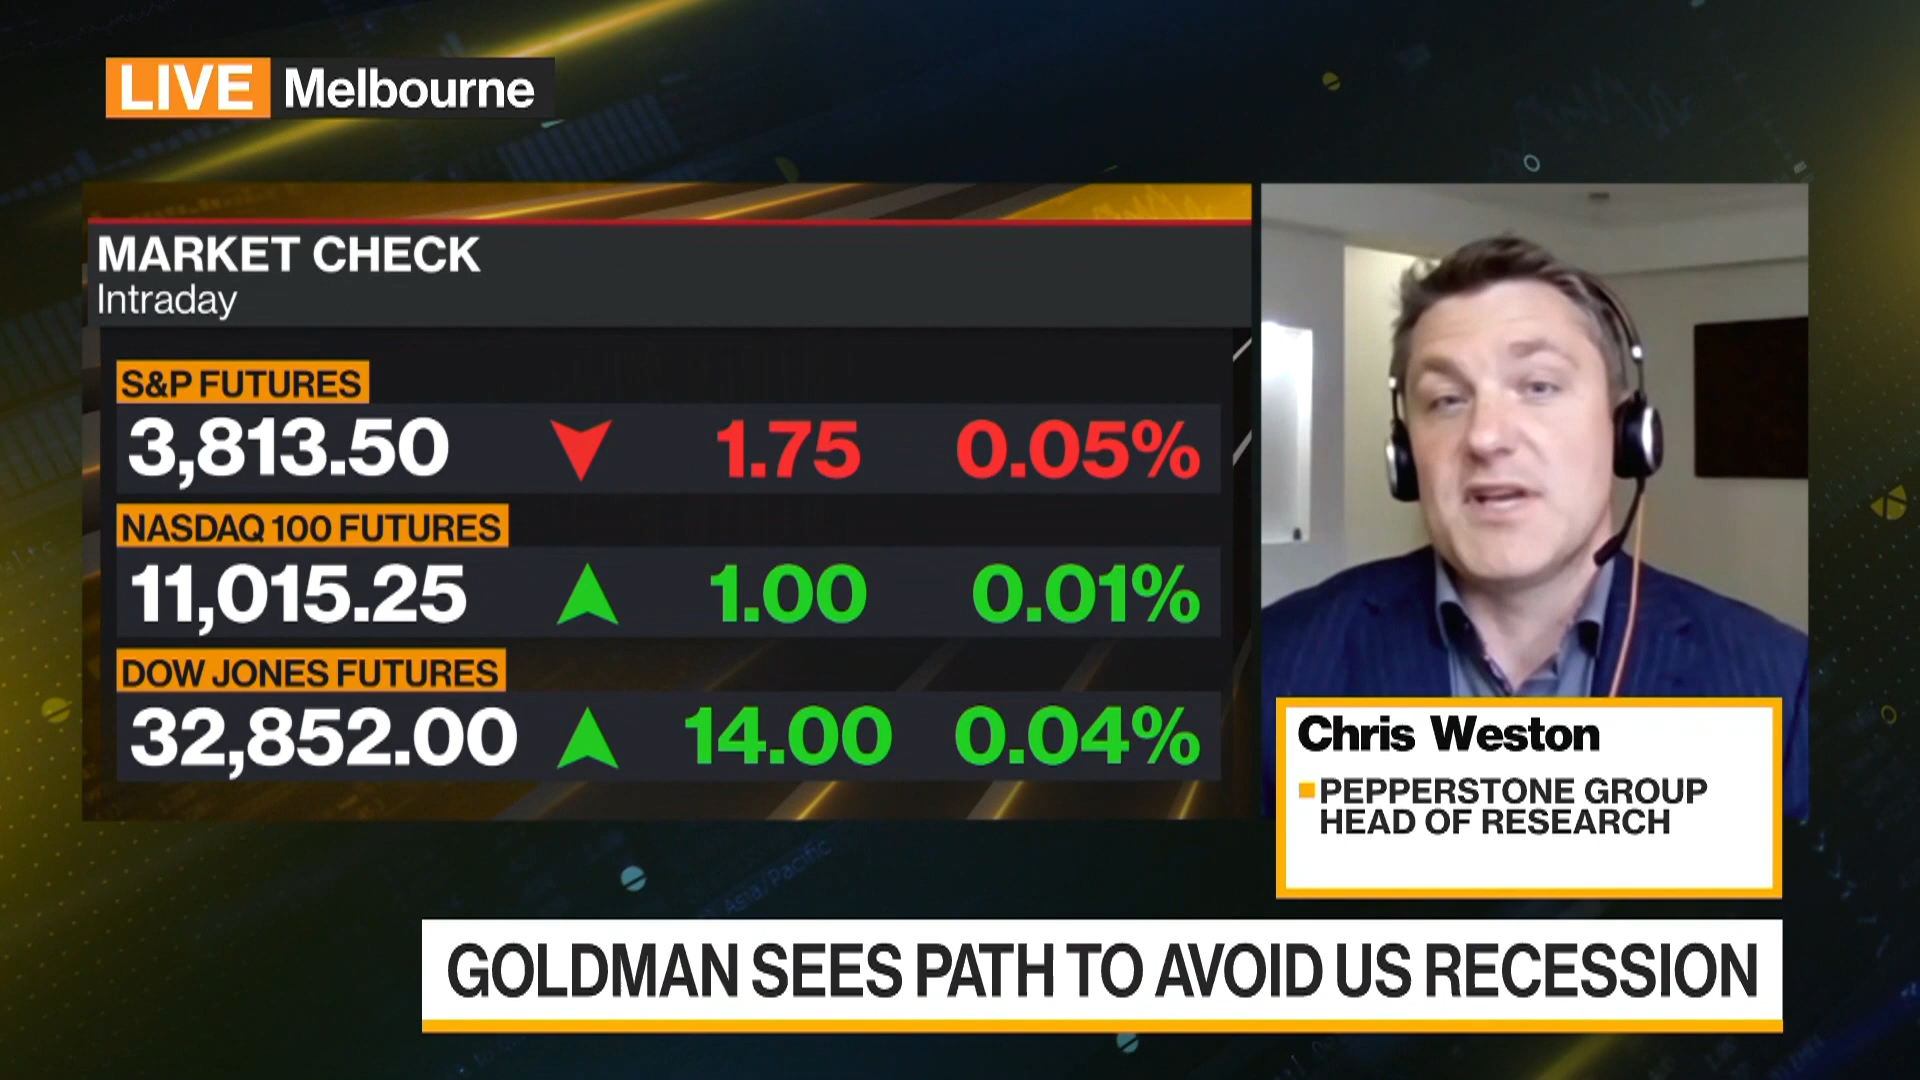 LIVE Melbourne
MARKET CHECK
Intraday
S&P FUTURES
3,813.50 1.75 0.05%
NASDAQ 100 FUTURES
11,015.25 1.00 0.01%
DOW JONES FUTURES
32,852.00 14.00 0.04%
Chris Weston
PEPPERSTONE GROUP
HEAD OF RESEARCH
Asia/Pacific
GOLDMAN SEES PATH TO AVOID US RECESSION